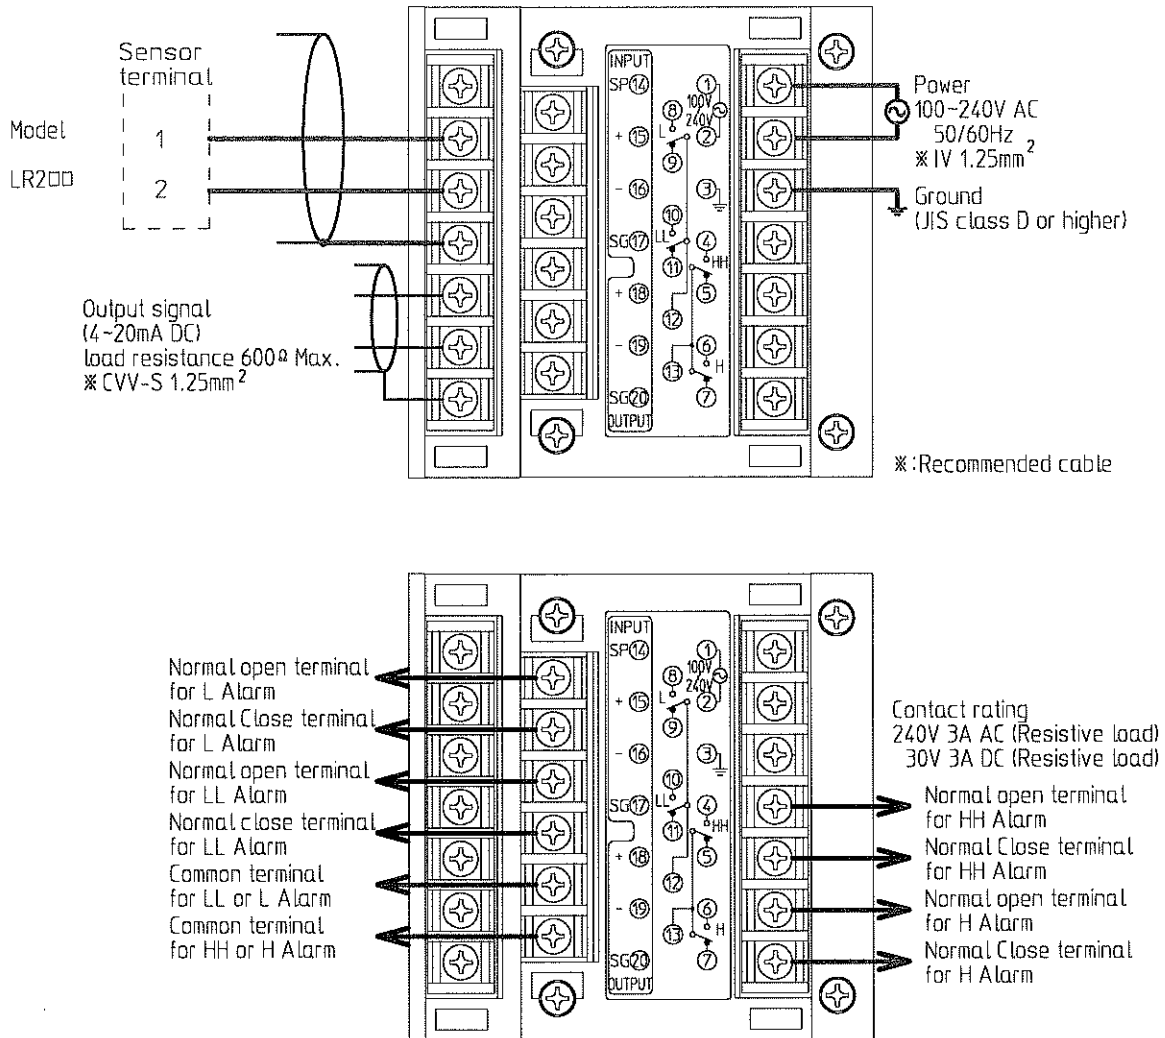 Sensor
terminal
Model
LR2□□
1
2
Output signal
(4~20mA DC)
load resistance 600Ω Max.
※ CVV-S 1.25mm²
INPUT
SP⑭
+ ⑮
- ⑯
SG⑰
+ ⑱
- ⑲
SG⑳
OUTPUT
①
100V
240V
②
③
⑧
L
⑨
⑩
LL
⑪
④
HH
⑤
⑫
⑥
⑬
H
⑦
Power
100~240V AC
50/60Hz
※ IV 1.25mm²
Ground
(JIS class D or higher)
※:Recommended cable
Normal open terminal
for L Alarm
Normal Close terminal
for L Alarm
Normal open terminal
for LL Alarm
Normal close terminal
for LL Alarm
Common terminal
for LL or L Alarm
Common terminal
for HH or H Alarm
INPUT
SP⑭
+ ⑮
- ⑯
SG⑰
+ ⑱
- ⑲
SG⑳
OUTPUT
①
100V
240V
②
③
⑧
L
⑨
⑩
LL
⑪
④
HH
⑤
⑫
⑥
⑬
H
⑦
Contact rating
240V 3A AC (Resistive load)
30V 3A DC (Resistive load)
Normal open terminal
for HH Alarm
Normal Close terminal
for HH Alarm
Normal open terminal
for H Alarm
Normal Close terminal
for H Alarm